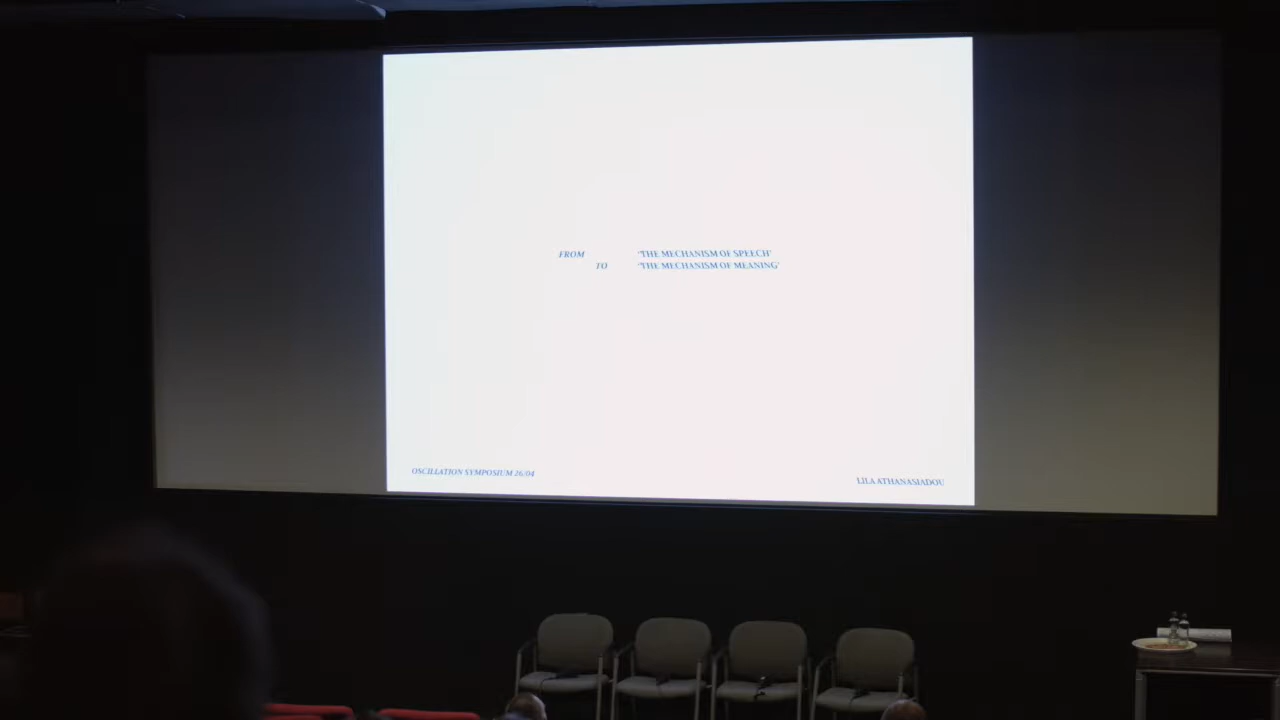 FROM 'THE MECHANISM OF SPEECH'
TO 'THE MECHANISM OF MEANING'
OSCILLATION SYMPOSIUM 26/04
LILA ATHANASIADOU